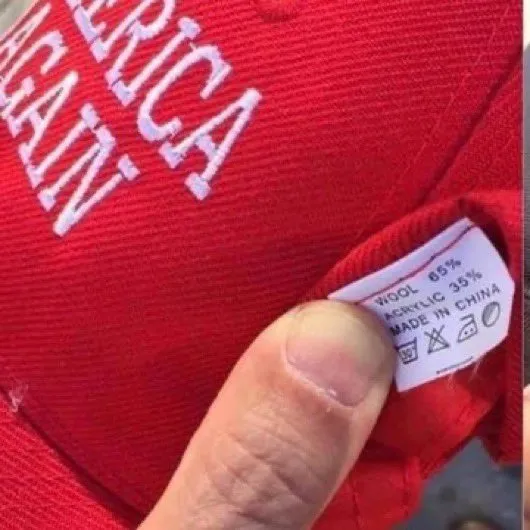 ERICA
AGAIN
WOOL 65%
ACRYLIC 35%
MADE IN CHINA